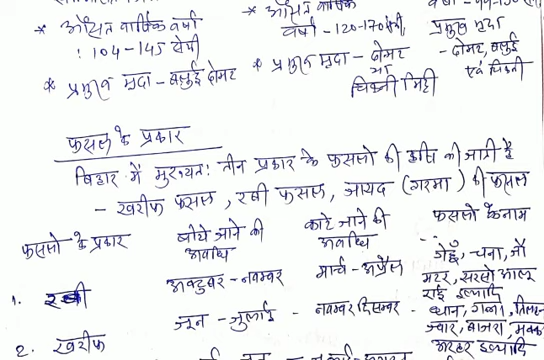 * औसत वार्षिक वर्षा
: 104-145 सेमी
* प्रमुख मृदा - बलुई दोमट
* औसत वार्षिक
वर्षा - 120-170 सेमी
* प्रमुख मृदा - दोमट
चिकनी मिट्टी
प्रमुख मृदा
- दोमट, बलुई
एवं चिकनी
फसल के प्रकार
बिहार में मुख्यतः तीन प्रकार के फसलों की कृषि की जाती है
- खरीफ फसल, रबी फसल, जायद (गरमा) की फसल
फसलों के प्रकार बोये जाने की अवधि काटे जाने की अवधि फसलों के नाम
1. रबी अक्टुबर - नवम्बर मार्च - अप्रैल गेहूँ, चना, जौ
मटर, सरसो आलू
राई इत्यादि
2. खरीफ जून - जुलाई - नवम्बर दिसम्बर - धान, गन्ना,
ज्वार, बाजरा, मक्का
अरहर इत्यादि